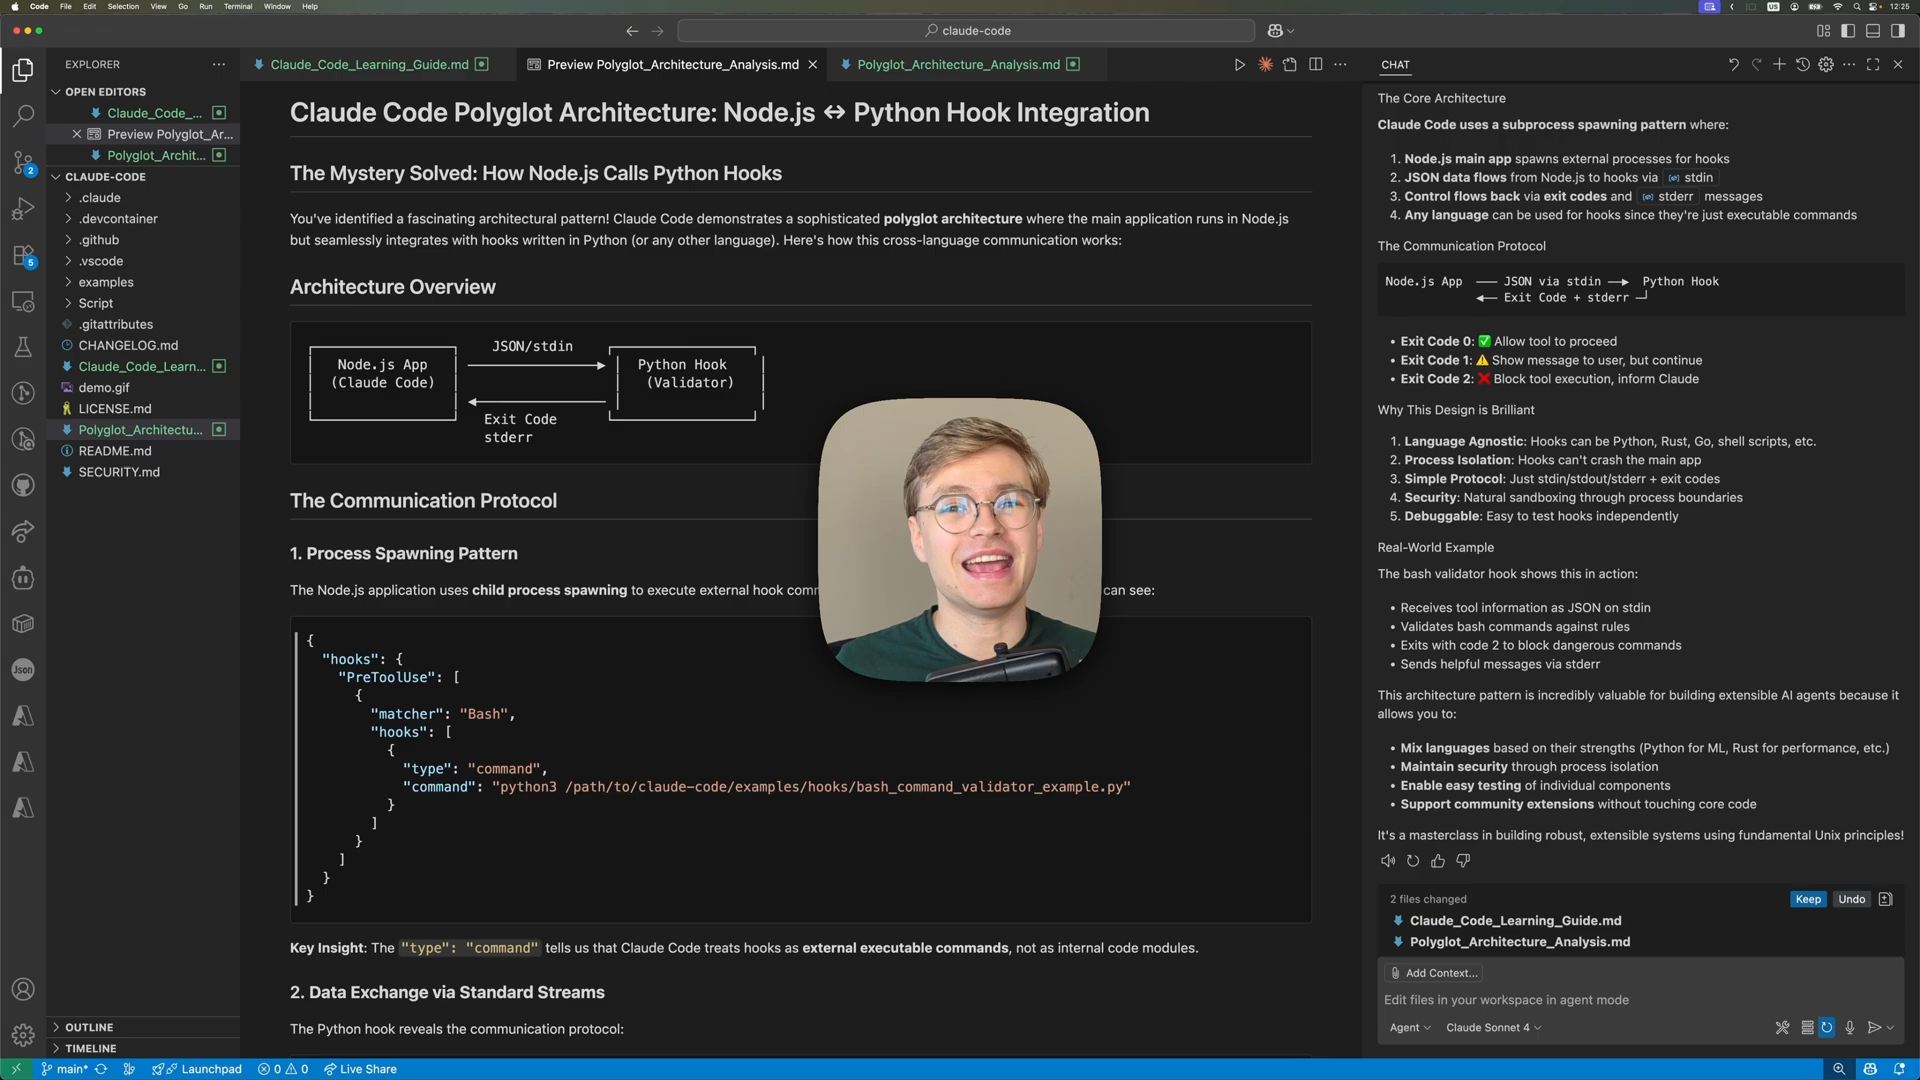 Code File Edit Selection View Go Run Terminal Window Help
US 12:25
claude-code
EXPLORER
OPEN EDITORS
Claude_Code_...
Preview Polyglot_Ar...
Polyglot_Archit...
CLAUDE-CODE
.claude
.devcontainer
.github
.vscode
examples
Script
.gitattributes
CHANGELOG.md
Claude_Code_Learn...
demo.gif
LICENSE.md
Polyglot_Architectu...
README.md
SECURITY.md
2
5
Json
OUTLINE
TIMELINE
Claude_Code_Learning_Guide.md
Preview Polyglot_Architecture_Analysis.md
Polyglot_Architecture_Analysis.md
Claude Code Polyglot Architecture: Node.js ↔ Python Hook Integration
The Mystery Solved: How Node.js Calls Python Hooks
You've identified a fascinating architectural pattern! Claude Code demonstrates a sophisticated polyglot architecture where the main application runs in Node.js
but seamlessly integrates with hooks written in Python (or any other language). Here's how this cross-language communication works:
Architecture Overview
JSON/stdin
Node.js App
(Claude Code)
Python Hook
(Validator)
Exit Code
stderr
The Communication Protocol
1. Process Spawning Pattern
The Node.js application uses child process spawning to execute external hook com can see:
{
"hooks": {
"PreToolUse": [
{
"matcher": "Bash",
"hooks": [
{
"type": "command",
"command": "python3 /path/to/claude-code/examples/hooks/bash_command_validator_example.py"
}
]
}
]
}
}
Key Insight: The "type": "command" tells us that Claude Code treats hooks as external executable commands, not as internal code modules.
2. Data Exchange via Standard Streams
The Python hook reveals the communication protocol:
CHAT
The Core Architecture
Claude Code uses a subprocess spawning pattern where:
1. Node.js main app spawns external processes for hooks
2. JSON data flows from Node.js to hooks via stdin
3. Control flows back via exit codes and stderr messages
4. Any language can be used for hooks since they're just executable commands
The Communication Protocol
Node.js App —— JSON via stdin —→ Python Hook
←— Exit Code + stderr —┘
• Exit Code 0: ✅ Allow tool to proceed
• Exit Code 1: ⚠️ Show message to user, but continue
• Exit Code 2: ❌ Block tool execution, inform Claude
Why This Design is Brilliant
1. Language Agnostic: Hooks can be Python, Rust, Go, shell scripts, etc.
2. Process Isolation: Hooks can't crash the main app
3. Simple Protocol: Just stdin/stdout/stderr + exit codes
4. Security: Natural sandboxing through process boundaries
5. Debuggable: Easy to test hooks independently
Real-World Example
The bash validator hook shows this in action:
• Receives tool information as JSON on stdin
• Validates bash commands against rules
• Exits with code 2 to block dangerous commands
• Sends helpful messages via stderr
This architecture pattern is incredibly valuable for building extensible AI agents because it
allows you to:
• Mix languages based on their strengths (Python for ML, Rust for performance, etc.)
• Maintain security through process isolation
• Enable easy testing of individual components
• Support community extensions without touching core code
It's a masterclass in building robust, extensible systems using fundamental Unix principles!
2 files changed Keep Undo
Claude_Code_Learning_Guide.md
Polyglot_Architecture_Analysis.md
Add Context...
Edit files in your workspace in agent mode
Agent Claude Sonnet 4
main* Launchpad 0 0 Live Share